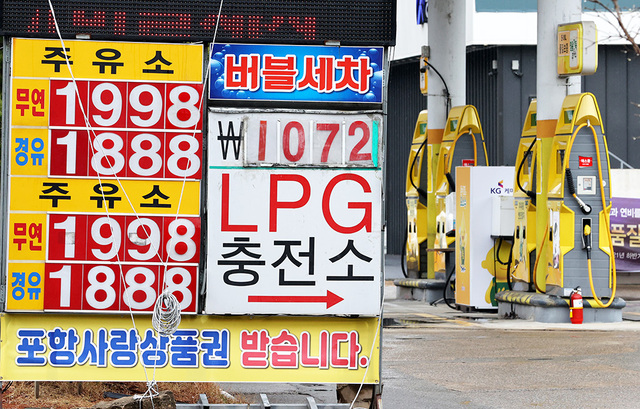 주유소
무연 1998
경유 1888
주유소
무연 1998
경유 1888
버블세차
₩1072
LPG
충전소
포항사랑상품권 받습니다.
KG